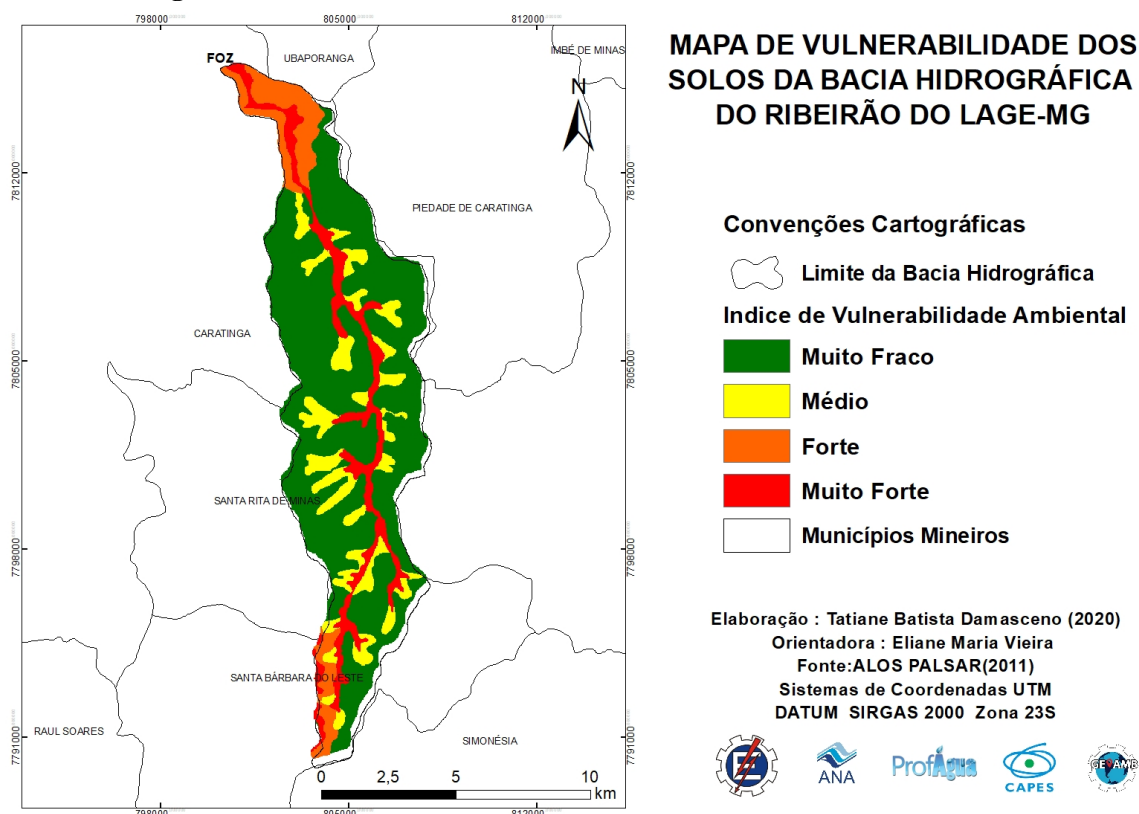 798000
805000
812000
FOZ
UBAPORANGA
IMBÉ DE MINAS
N
7812000
7812000
PIEDADE DE CARATINGA
CARATINGA
7805000
7805000
SANTA RITA DE MINAS
7798000
7798000
SANTA BÁRBARA DO LESTE
RAUL SOARES
SIMONÉSIA
7791000
7791000
0
2,5
5
10
km
798000
805000
812000
MAPA DE VULNERABILIDADE DOS
SOLOS DA BACIA HIDROGRÁFICA
DO RIBEIRÃO DO LAGE-MG
Convenções Cartográficas
Limite da Bacia Hidrográfica
Indice de Vulnerabilidade Ambiental
Muito Fraco
Médio
Forte
Muito Forte
Municípios Mineiros
Elaboração : Tatiane Batista Damasceno (2020)
Orientadora : Eliane Maria Vieira
Fonte:ALOS PALSAR(2011)
Sistemas de Coordenadas UTM
DATUM SIRGAS 2000 Zona 23S
ANA
ProfÁgua
CAPES